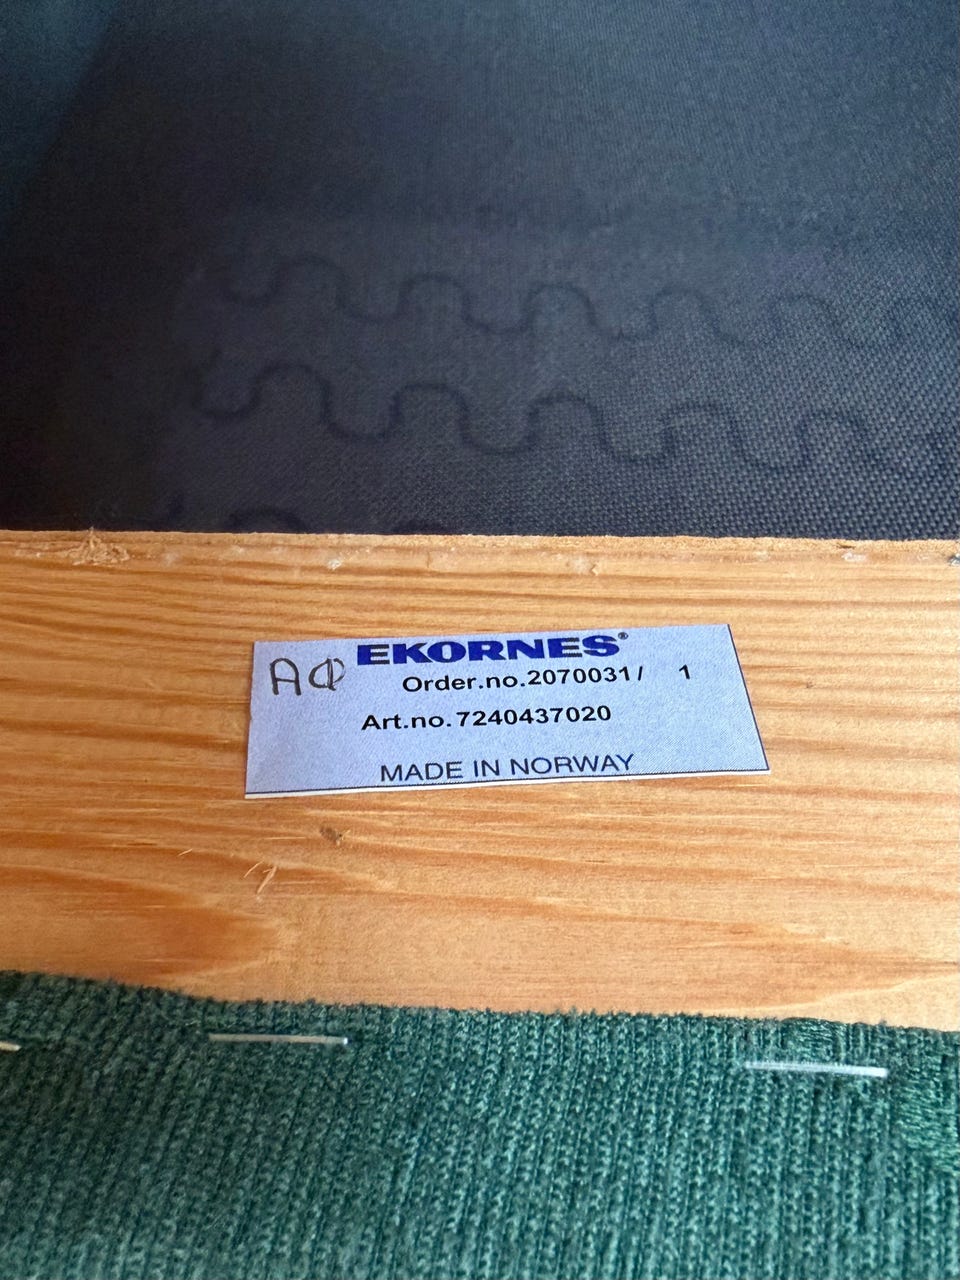 EKORNES®
Order.no.2070031/ 1
Art.no.7240437020
MADE IN NORWAY